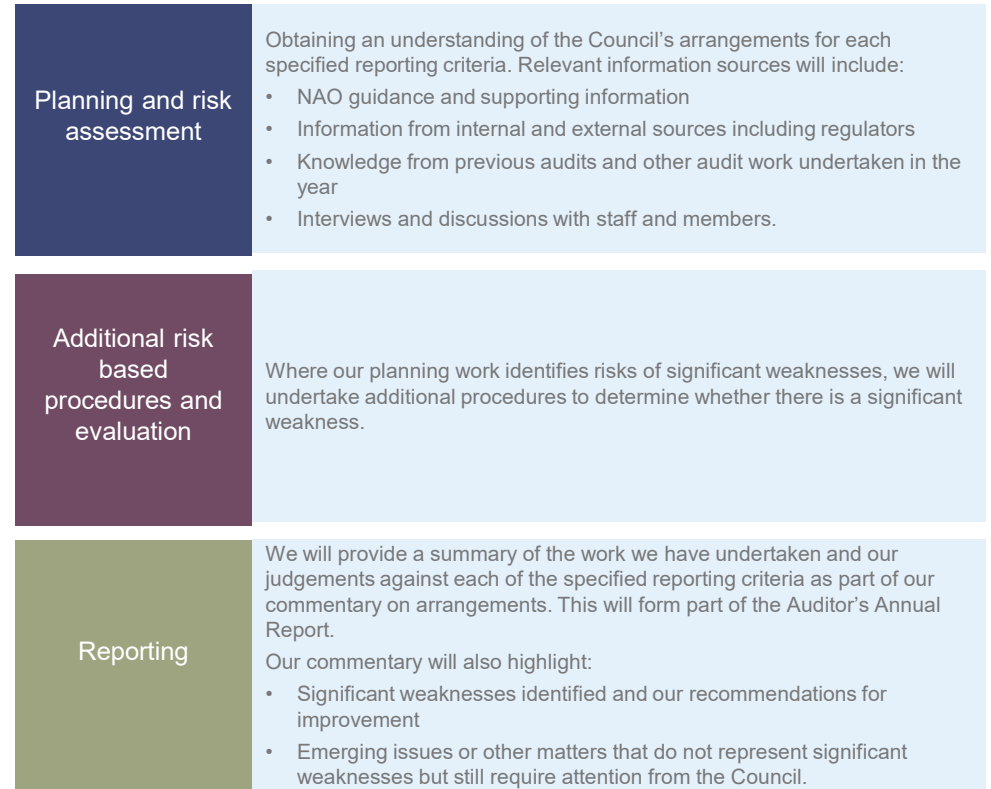 Planning and risk
assessment
Obtaining an understanding of the Council’s arrangements for each
specified reporting criteria. Relevant information sources will include:
• NAO guidance and supporting information
• Information from internal and external sources including regulators
• Knowledge from previous audits and other audit work undertaken in the
year
• Interviews and discussions with staff and members.
Additional risk
based
procedures and
evaluation
Where our planning work identifies risks of significant weaknesses, we will
undertake additional procedures to determine whether there is a significant
weakness.
Reporting
We will provide a summary of the work we have undertaken and our
judgements against each of the specified reporting criteria as part of our
commentary on arrangements. This will form part of the Auditor’s Annual
Report.
Our commentary will also highlight:
• Significant weaknesses identified and our recommendations for
improvement
• Emerging issues or other matters that do not represent significant
weaknesses but still require attention from the Council.